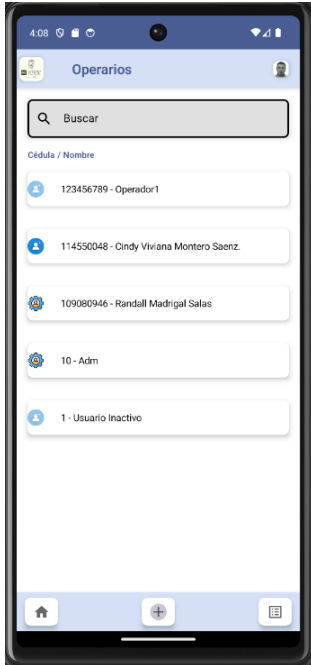 4:08
Operarios
Buscar
Cédula / Nombre
123456789 - Operador1
114550048 - Cindy Viviana Montero Saenz.
109080946 - Randall Madrigal Salas
10 - Adm
1 - Usuario Inactivo